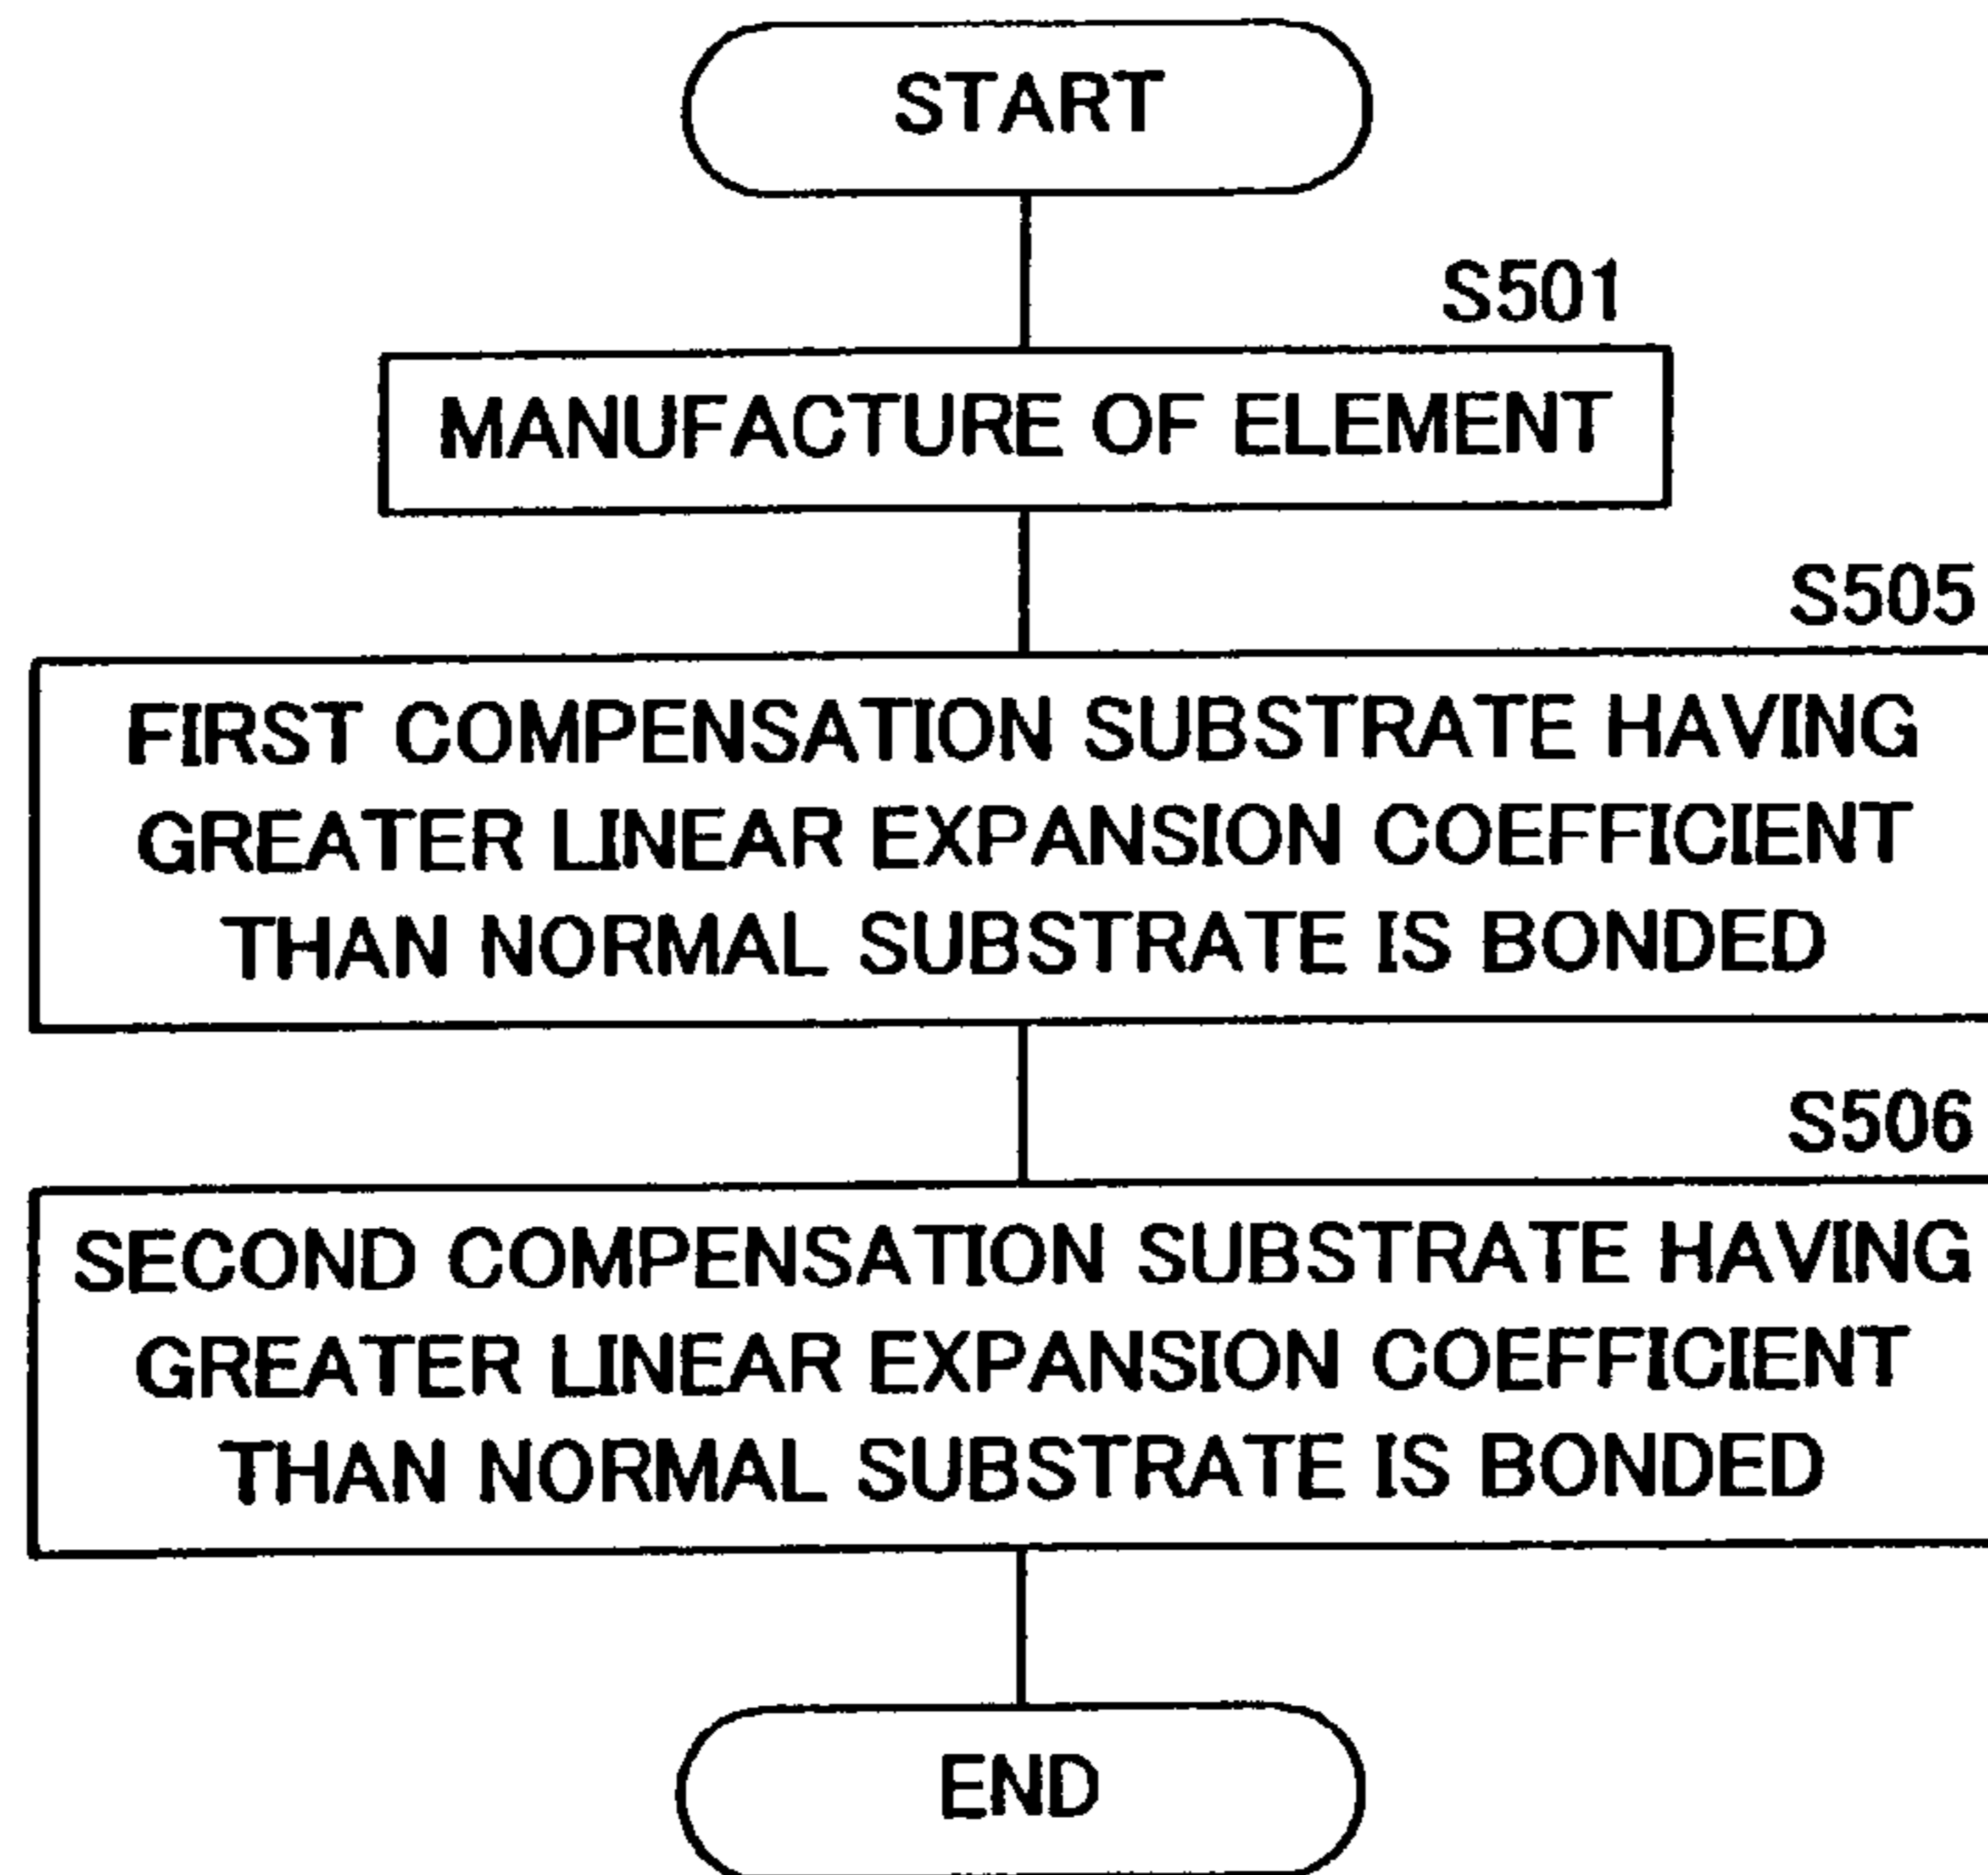 START
S501
MANUFACTURE OF ELEMENT
S505
FIRST COMPENSATION SUBSTRATE HAVING
GREATER LINEAR EXPANSION COEFFICIENT
THAN NORMAL SUBSTRATE IS BONDED
S506
SECOND COMPENSATION SUBSTRATE HAVING
GREATER LINEAR EXPANSION COEFFICIENT
THAN NORMAL SUBSTRATE IS BONDED
END